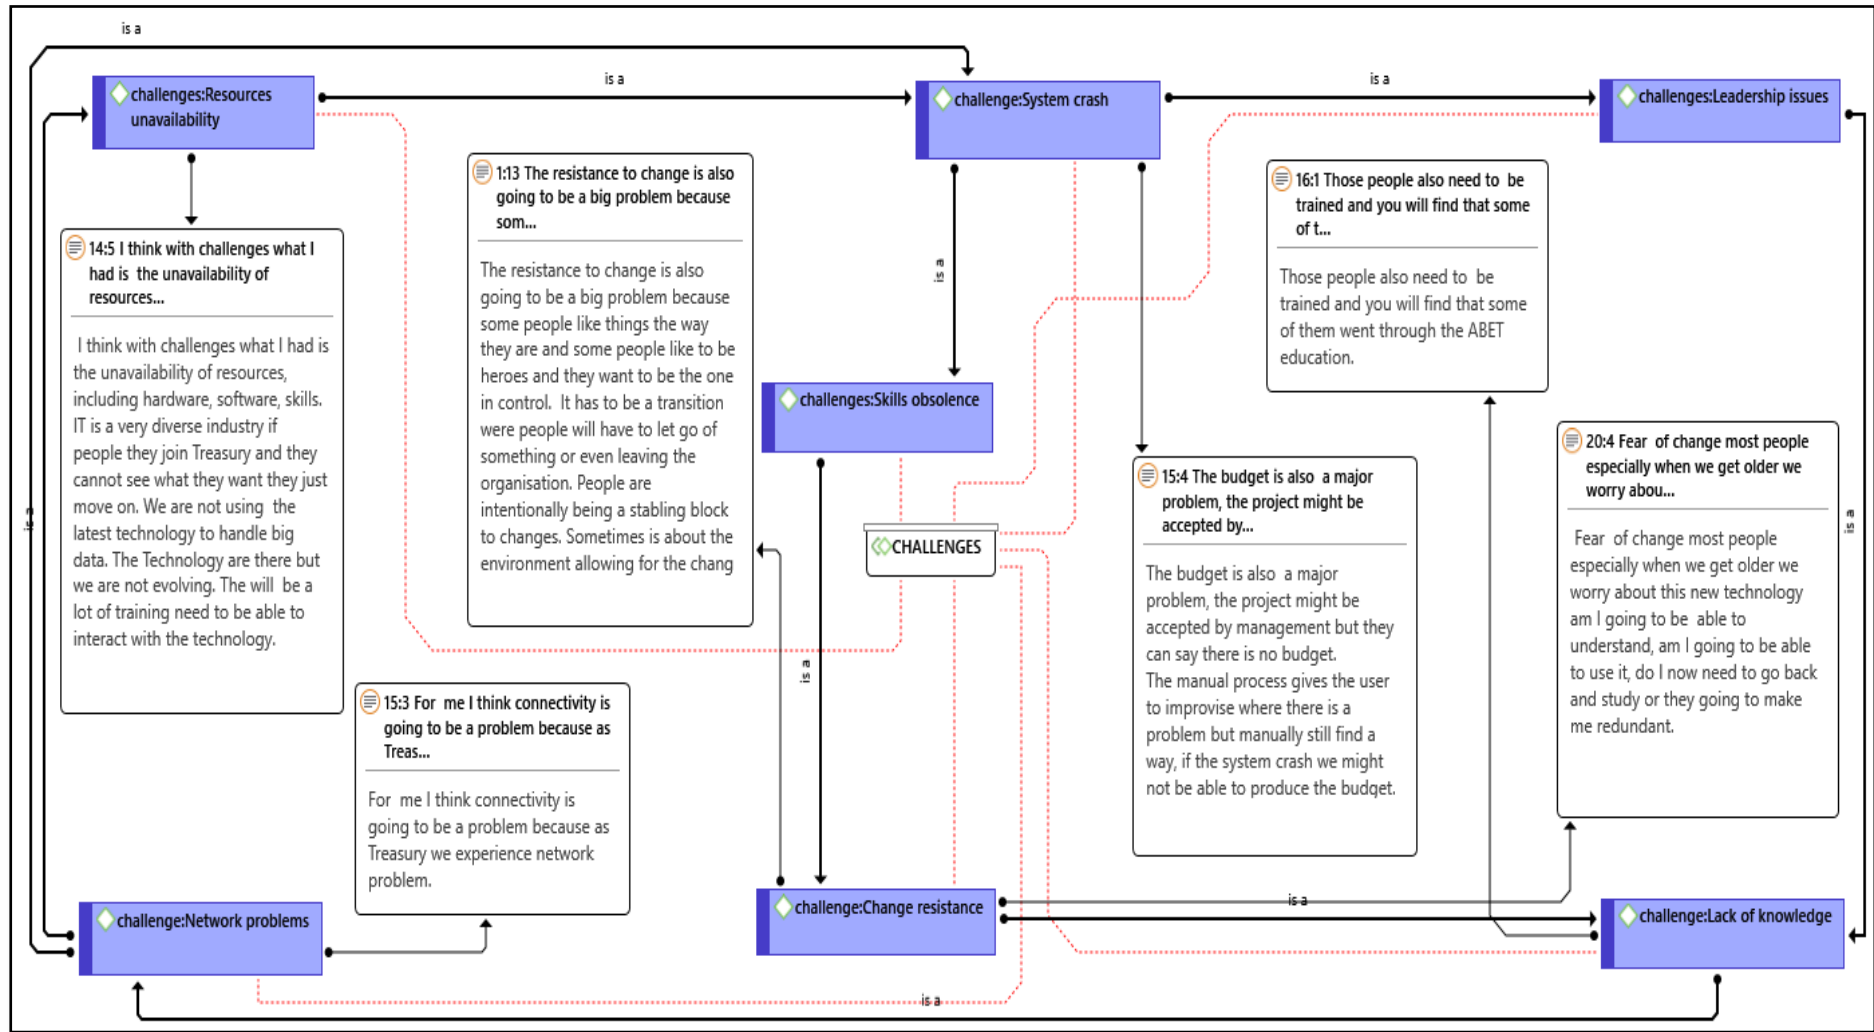 is a
challenges:Resources
unavailability
is a
challenge:System crash
is a
challenges:Leadership issues
14:5 I think with challenges what I
had is the unavailability of
resources...
I think with challenges what I had is
the unavailability of resources,
including hardware, software, skills.
IT is a very diverse industry if
people they join Treasury and they
cannot see what they want they just
move on. We are not using the
latest technology to handle big
data. The Technology are there but
we are not evolving. The will be a
lot of training need to be able to
interact with the technology.
1:13 The resistance to change is also
going to be a big problem because
som...
The resistance to change is also
going to be a big problem because
some people like things the way
they are and some people like to be
heroes and they want to be the one
in control. It has to be a transition
were people will have to let go of
something or even leaving the
organisation. People are
intentionally being a stabling block
to changes. Sometimes is about the
environment allowing for the chang
is a
16:1 Those people also need to be
trained and you will find that some
of t...
Those people also need to be
trained and you will find that some
of them went through the ABET
education.
challenges:Skills obsolence
CHALLENGES
15:4 The budget is also a major
problem, the project might be
accepted by...
The budget is also a major
problem, the project might be
accepted by management but they
can say there is no budget.
The manual process gives the user
to improvise where there is a
problem but manually still find a
way, if the system crash we might
not be able to produce the budget.
20:4 Fear of change most people
especially when we get older we
worry abou...
Fear of change most people
especially when we get older we
worry about this new technology
am I going to be able to
understand, am I going to be able
to use it, do I now need to go back
and study or they going to make
me redundant.
is a
is a
is a
15:3 For me I think connectivity is
going to be a problem because as
Treas...
For me I think connectivity is
going to be a problem because as
Treasury we experience network
problem.
challenge:Network problems
challenge:Change resistance
is a
challenge:Lack of knowledge
is a